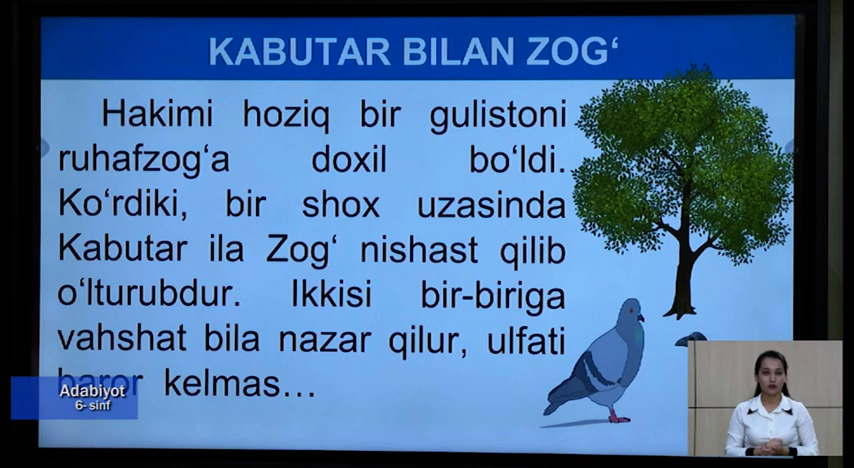 KABUTAR BILAN ZOG‘
Hakimi hoziq bir gulistoni
ruhafzog‘a doxil bo‘ldi.
Ko‘rdiki, bir shox uzasinda
Kabutar ila Zog‘ nishast qilib
o‘lturubdur. Ikkisi bir-biriga
vahshat bila nazar qilur, ulfati
baror kelmas...
Adabiyot
6- sinf